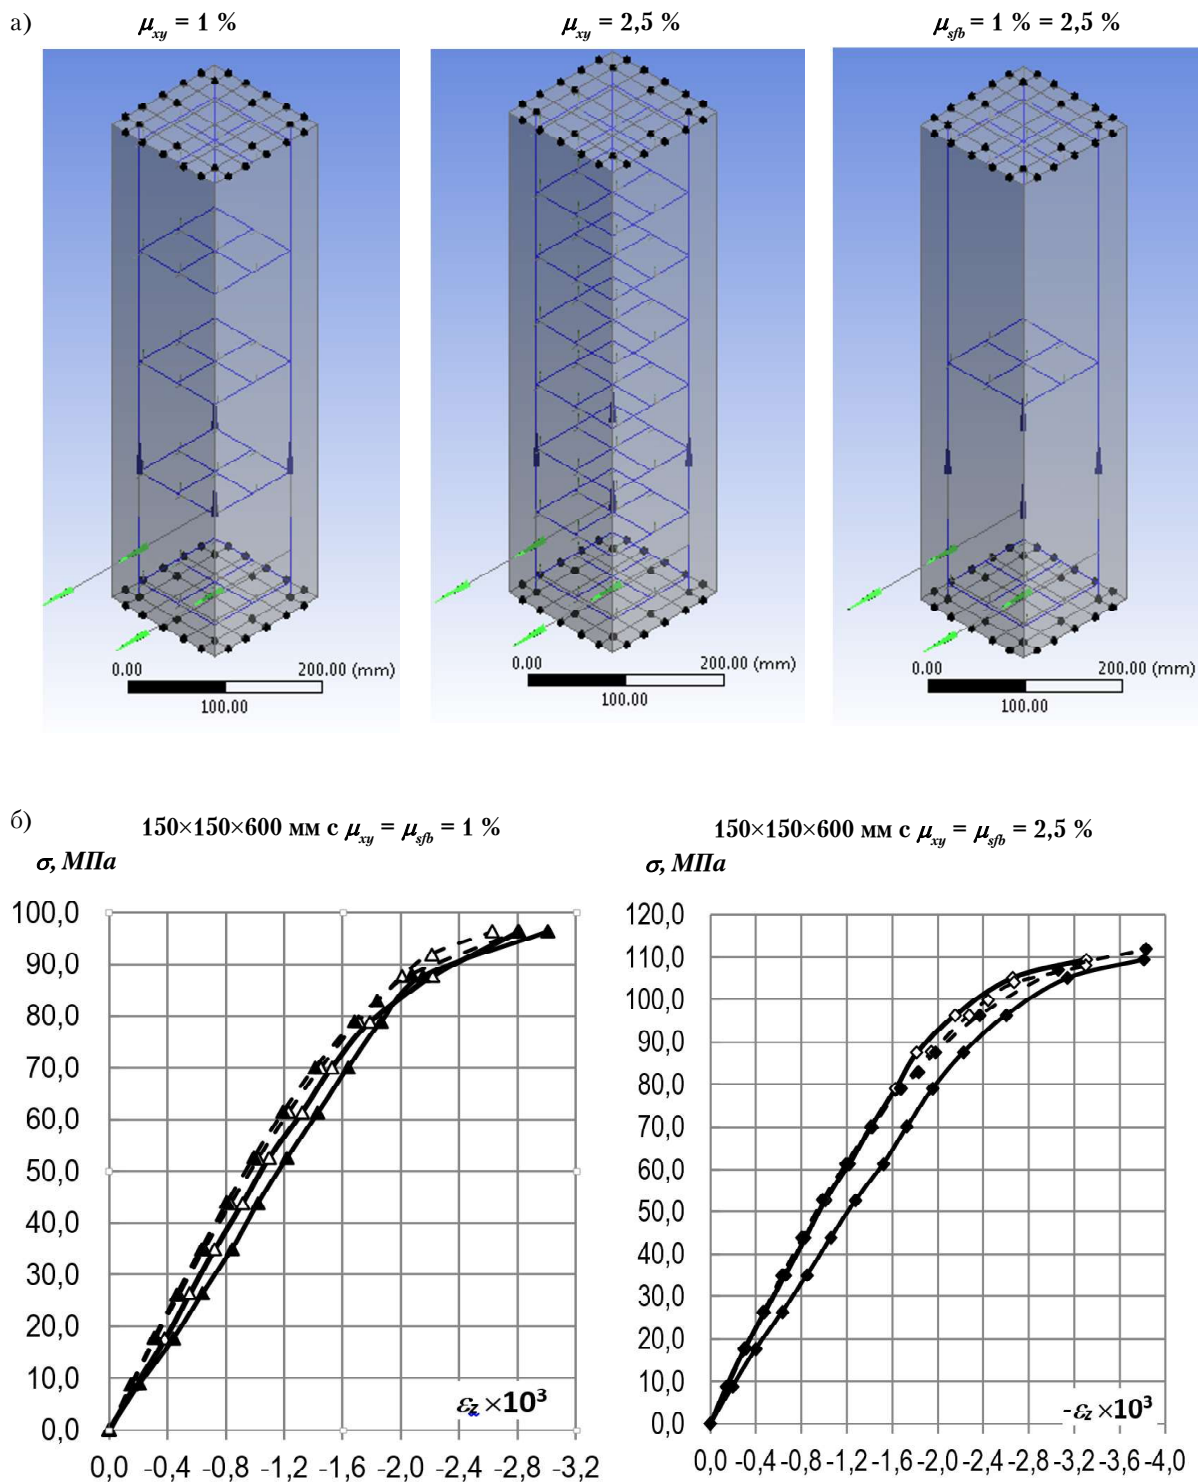 а)
μxy = 1 %
μxy = 2,5 %
μsfb = 1 % = 2,5 %
0.00 200.00 (mm)
100.00
0.00 200.00 (mm)
100.00
0.00 200.00 (mm)
100.00
б)
150×150×600 мм с μxy = μsfb = 1 %
σ, МПа
100,0
90,0
80,0
70,0
60,0
50,0
40,0
30,0
20,0
10,0
0,0
εz ×10³
0,0 -0,4 -0,8 -1,2 -1,6 -2,0 -2,4 -2,8 -3,2
150×150×600 мм с μxy = μsfb = 2,5 %
σ, МПа
120,0
110,0
100,0
90,0
80,0
70,0
60,0
50,0
40,0
30,0
20,0
10,0
0,0
-εz ×10³
0,0 -0,4 -0,8 -1,2 -1,6 -2,0 -2,4 -2,8 -3,2 -3,6 -4,0